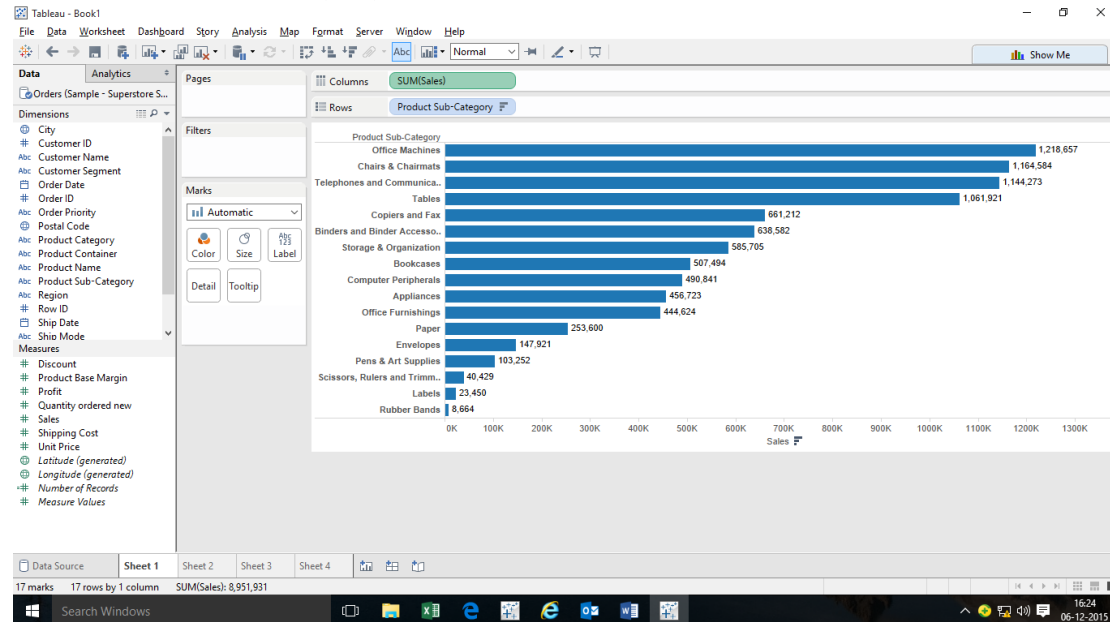 Tableau - Book1
File Data Worksheet Dashboard Story Analysis Map Format Server Window Help
Abc Normal Show Me
Data Analytics
Orders (Sample - Superstore S...
Dimensions
City
# Customer ID
Abc Customer Name
Abc Customer Segment
Order Date
# Order ID
Abc Order Priority
Postal Code
Abc Product Category
Abc Product Container
Abc Product Name
Abc Product Sub-Category
Abc Region
# Row ID
Ship Date
Abc Ship Mode
Measures
# Discount
# Product Base Margin
# Profit
# Quantity ordered new
# Sales
# Shipping Cost
# Unit Price
Latitude (generated)
Longitude (generated)
# Number of Records
# Measure Values
Pages
Filters
Marks
Automatic
Abc
123
Color Size Label
Detail Tooltip
Columns SUM(Sales)
Rows Product Sub-Category
Product Sub-Category
Office Machines 1,218,657
Chairs & Chairmats 1,164,584
Telephones and Communica.. 1,144,273
Tables 1,061,921
Copiers and Fax 661,212
Binders and Binder Accesso.. 638,582
Storage & Organization 585,705
Bookcases 507,494
Computer Peripherals 490,841
Appliances 456,723
Office Furnishings 444,624
Paper 253,600
Envelopes 147,921
Pens & Art Supplies 103,252
Scissors, Rulers and Trimm.. 40,429
Labels 23,450
Rubber Bands 8,664
0K 100K 200K 300K 400K 500K 600K 700K 800K 900K 1000K 1100K 1200K 1300K
Sales
Data Source Sheet 1 Sheet 2 Sheet 3 Sheet 4
17 marks 17 rows by 1 column SUM(Sales): 8,951,931
Search Windows
16:24
06-12-2015